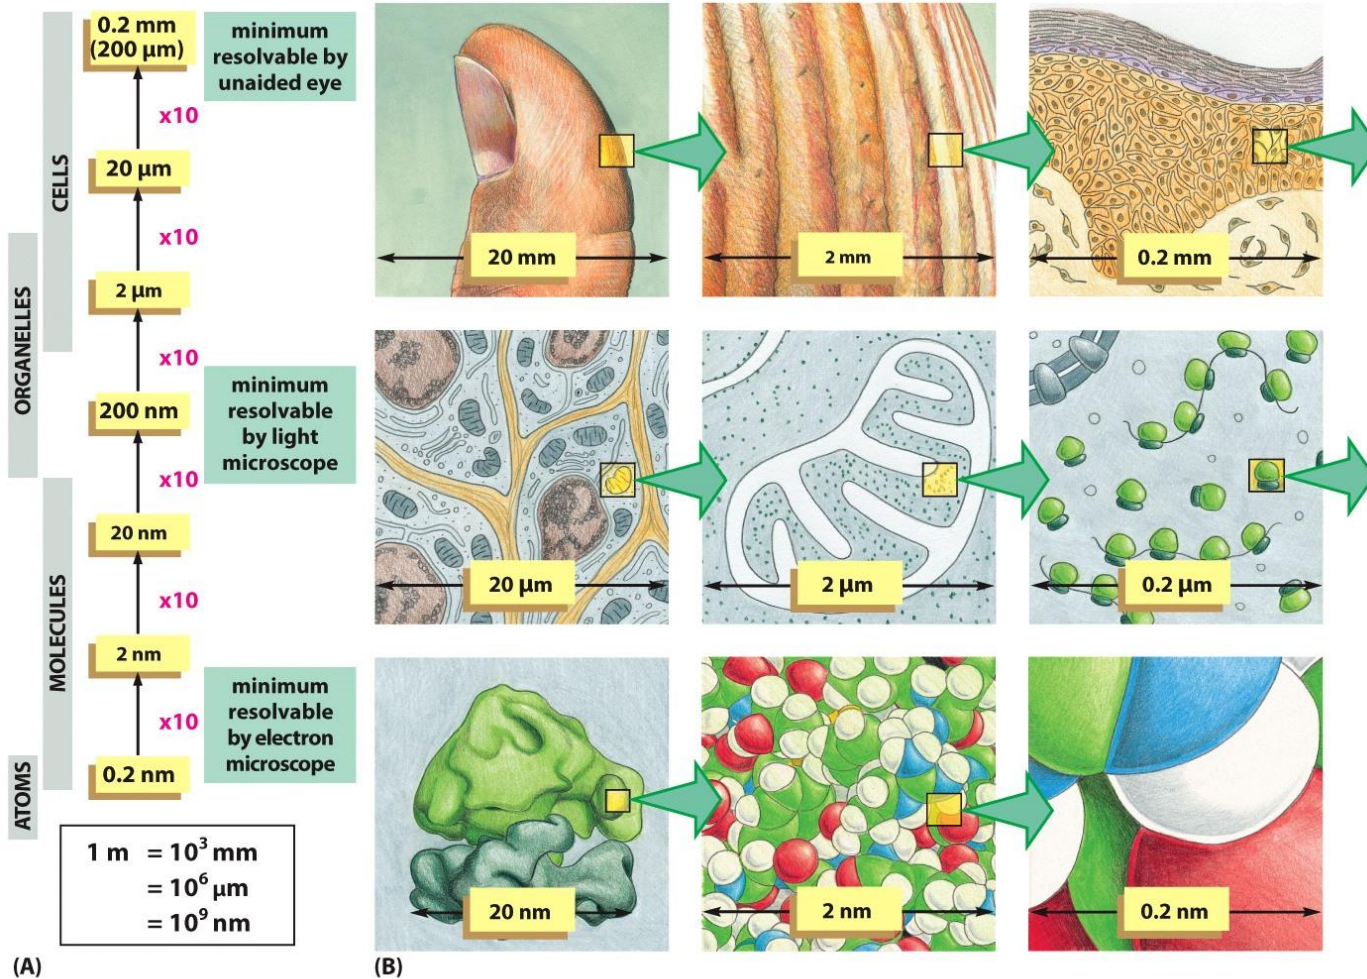 CELLS
ORGANELLES
MOLECULES
ATOMS
0.2 mm
(200 µm)
minimum
resolvable by
unaided eye
x10
20 µm
x10
2 µm
x10
200 nm
minimum
resolvable
by light
microscope
x10
20 nm
x10
2 nm
minimum
resolvable
by electron
microscope
x10
0.2 nm
1 m = 10³ mm
= 10⁶ µm
= 10⁹ nm
(A)
20 mm
2 mm
0.2 mm
20 µm
2 µm
0.2 µm
20 nm
2 nm
0.2 nm
(B)